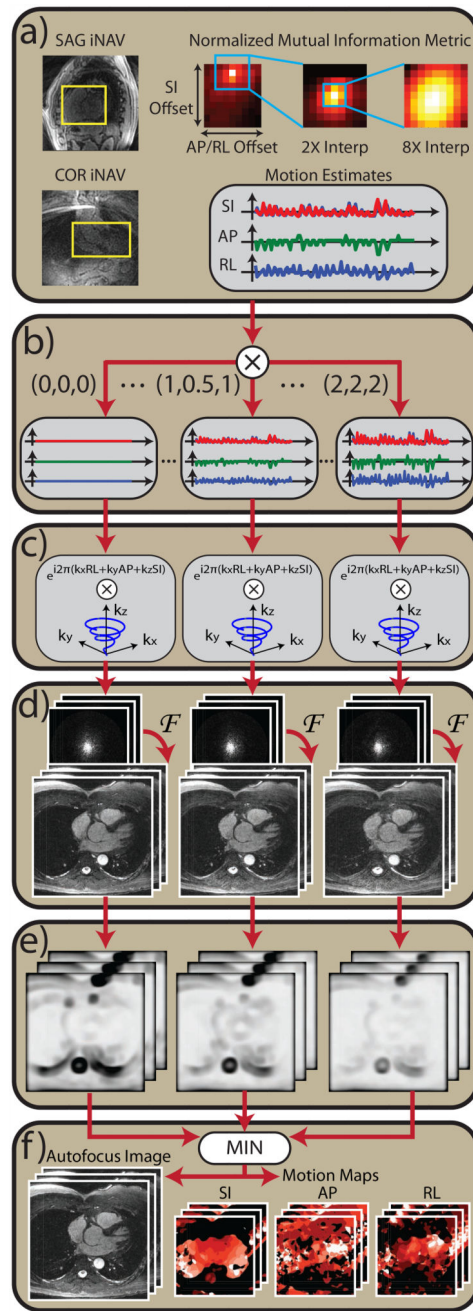 a)
SAG iNAV
Normalized Mutual Information Metric
SI
Offset
AP/RL Offset
2X Interp
8X Interp
COR iNAV
Motion Estimates
SI
AP
RL
b)
(0,0,0) ... (1,0.5,1) ... (2,2,2)
... ...
c)
e^i2π(kxRL+kyAP+kzSI) e^i2π(kxRL+kyAP+kzSI) e^i2π(kxRL+kyAP+kzSI)
kz kz kz
ky kx ky kx ky kx
d)
ℱ ℱ ℱ
e)
f)
MIN
Autofocus Image
Motion Maps
SI AP RL